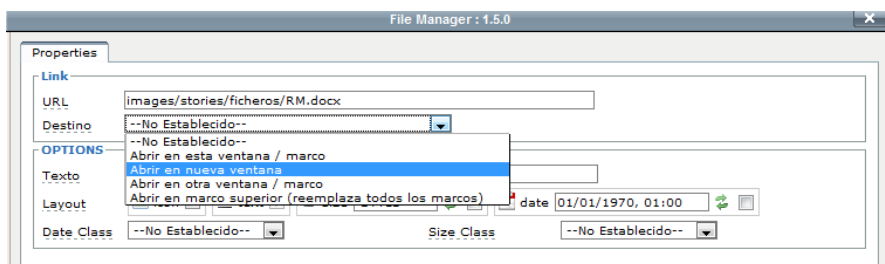 File Manager : 1.5.0
Properties
Link
URL images/stories/ficheros/RM.docx
Destino --No Establecido--
--No Establecido--
OPTIONS Abrir en esta ventana / marco
Abrir en nueva ventana
Texto Abrir en otra ventana / marco
Abrir en marco superior (reemplaza todos los marcos)
Layout date 01/01/1970, 01:00
Date Class --No Establecido-- Size Class --No Establecido--